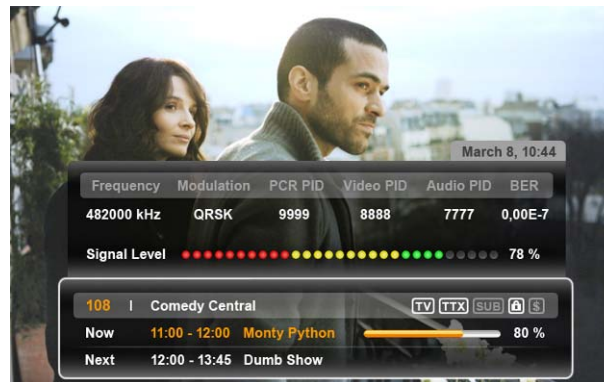 March 8, 10:44
Frequency Modulation PCR PID Video PID Audio PID BER
482000 kHz QRSK 9999 8888 7777 0,00E-7
Signal Level 78 %
108 | Comedy Central TV TTX SUB $
Now 11:00 - 12:00 Monty Python 80 %
Next 12:00 - 13:45 Dumb Show